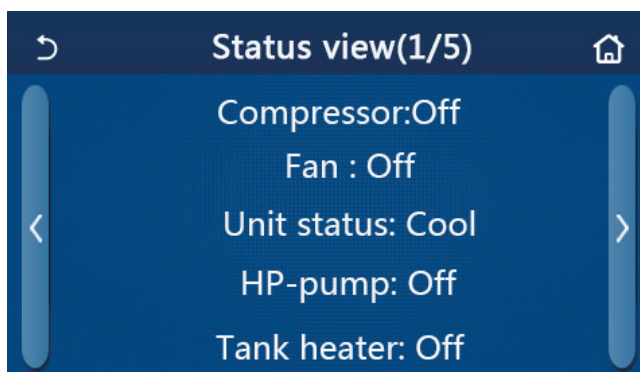 Status view(1/5)
Compressor:Off
Fan : Off
Unit status: Cool
HP-pump: Off
Tank heater: Off